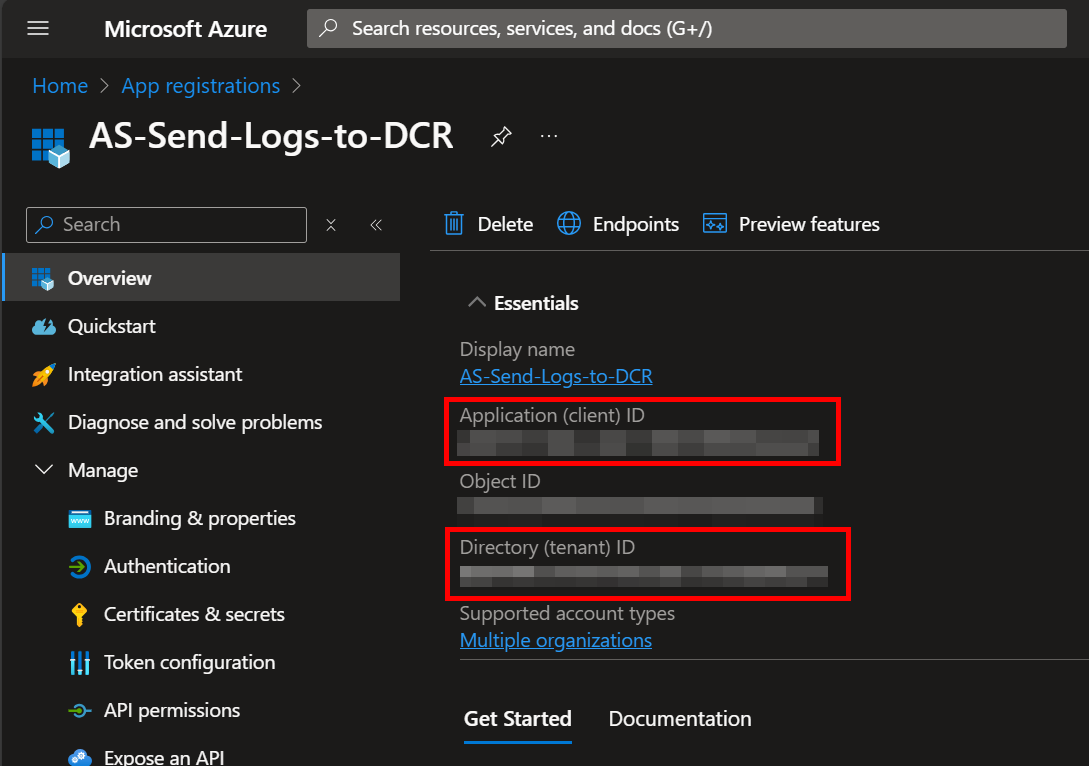 Microsoft Azure
Search resources, services, and docs (G+/)
Home > App registrations >
AS-Send-Logs-to-DCR
Search
Delete
Endpoints
Preview features
Overview
Quickstart
Integration assistant
Diagnose and solve problems
Manage
Branding & properties
Authentication
Certificates & secrets
Token configuration
API permissions
Expose an API
Essentials
Display name
AS-Send-Logs-to-DCR
Application (client) ID
Object ID
Directory (tenant) ID
Supported account types
Multiple organizations
Get Started
Documentation